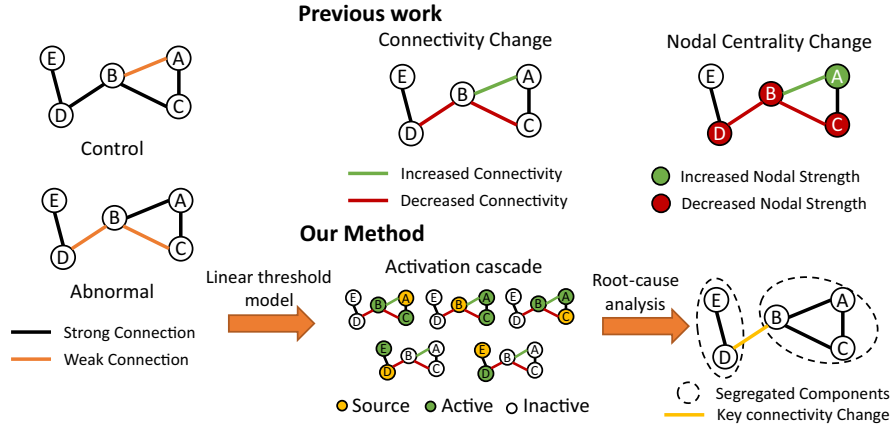 Previous work
E
B
A
D
C
Control
Connectivity Change
E
B
A
D
C
Increased Connectivity
Decreased Connectivity
Nodal Centrality Change
E
B
A
D
C
Increased Nodal Strength
Decreased Nodal Strength
E
B
A
D
C
Abnormal
Strong Connection
Weak Connection
Our Method
Linear threshold
model
Activation cascade
E
B
A
D
C
E
B
A
D
C
E
B
A
D
C
E
B
A
D
C
E
B
A
D
C
Source
Active
Inactive
Root-cause
analysis
E
B
A
D
C
Segregated Components
Key connectivity Change